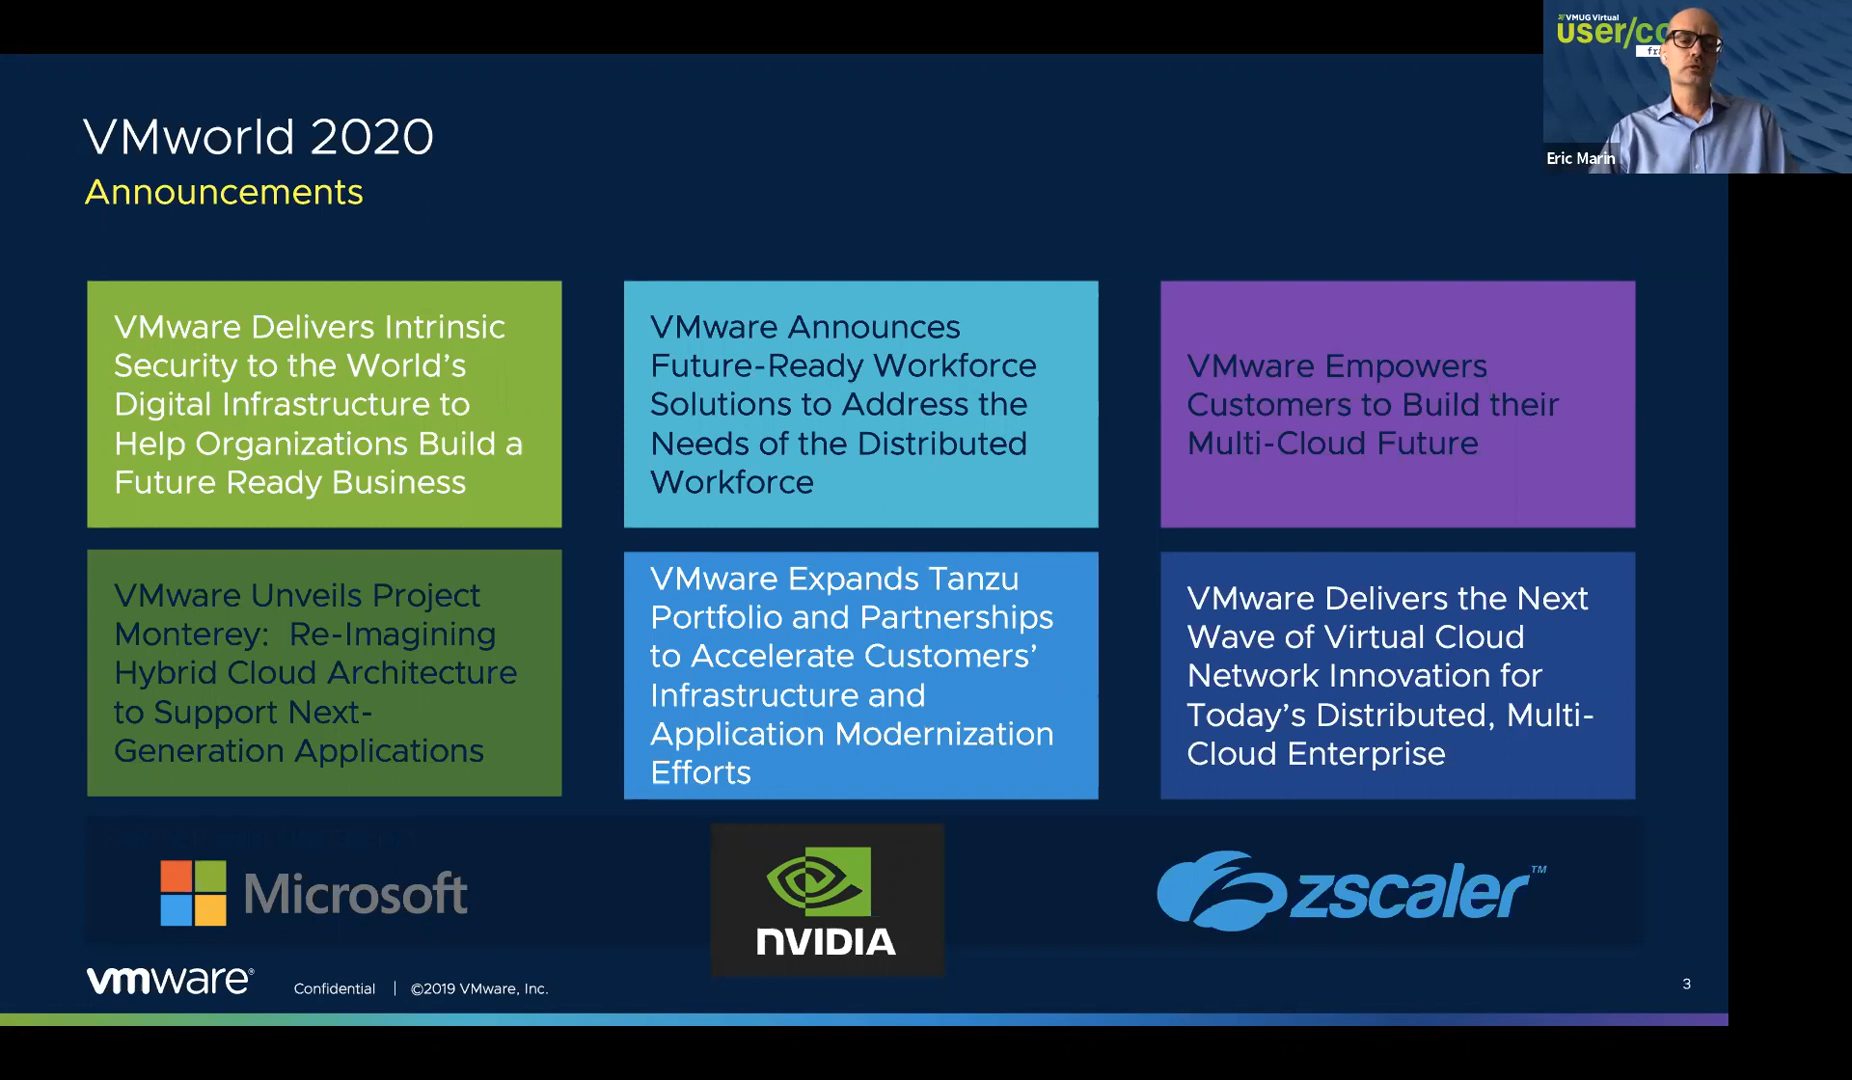 VMUG Virtual
user/co
fra
Eric Marin
VMworld 2020
Announcements
VMware Delivers Intrinsic
Security to the World's
Digital Infrastructure to
Help Organizations Build a
Future Ready Business
VMware Announces
Future-Ready Workforce
Solutions to Address the
Needs of the Distributed
Workforce
VMware Empowers
Customers to Build their
Multi-Cloud Future
VMware Unveils Project
Monterey:  Re-Imagining
Hybrid Cloud Architecture
to Support Next-
Generation Applications
VMware Expands Tanzu
Portfolio and Partnerships
to Accelerate Customers'
Infrastructure and
Application Modernization
Efforts
VMware Delivers the Next
Wave of Virtual Cloud
Network Innovation for
Today's Distributed, Multi-
Cloud Enterprise
Microsoft
NVIDIA
zscaler™
vmware®
Confidential | ©2019 VMware, Inc.
3